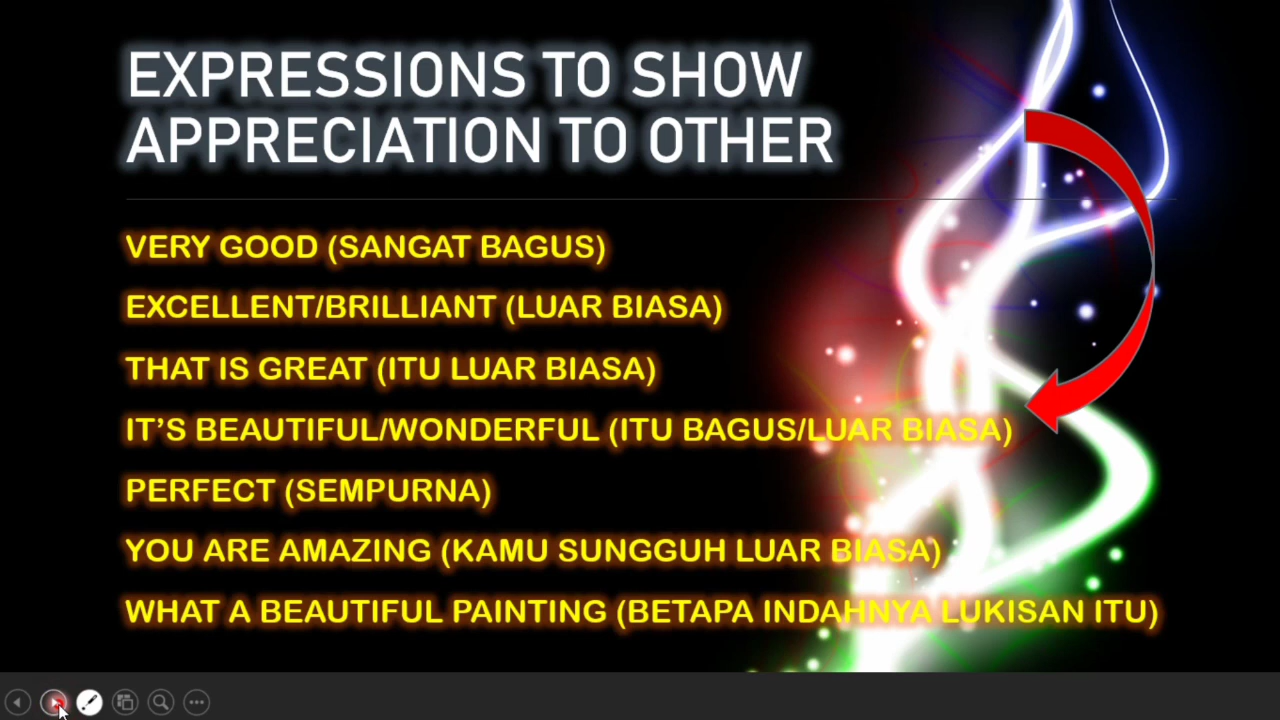 EXPRESSIONS TO SHOW
APPRECIATION TO OTHER
VERY GOOD (SANGAT BAGUS)
EXCELLENT/BRILLIANT (LUAR BIASA)
THAT IS GREAT (ITU LUAR BIASA)
IT’S BEAUTIFUL/WONDERFUL (ITU BAGUS/LUAR BIASA)
PERFECT (SEMPURNA)
YOU ARE AMAZING (KAMU SUNGGUH LUAR BIASA)
WHAT A BEAUTIFUL PAINTING (BETAPA INDAHNYA LUKISAN ITU)